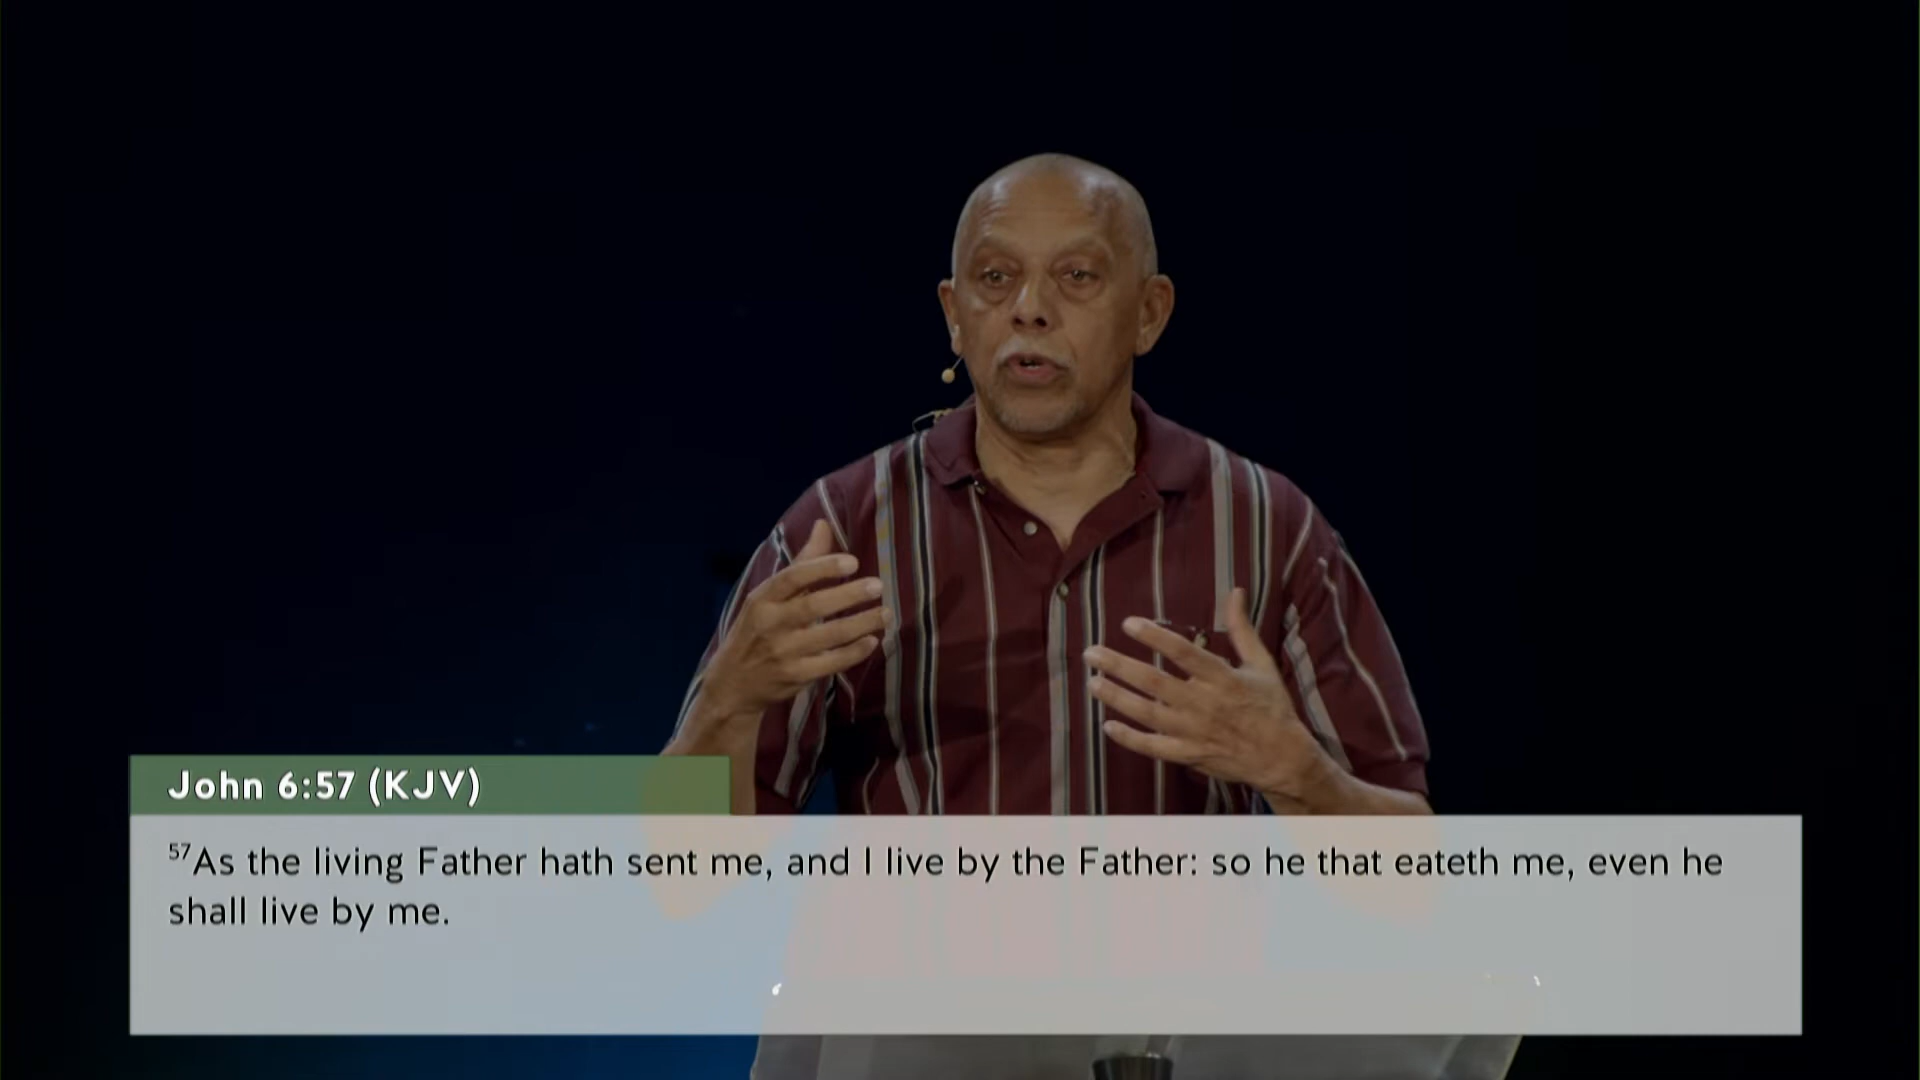 John 6:57 (KJV)
57As the living Father hath sent me, and I live by the Father: so he that eateth me, even he
shall live by me.